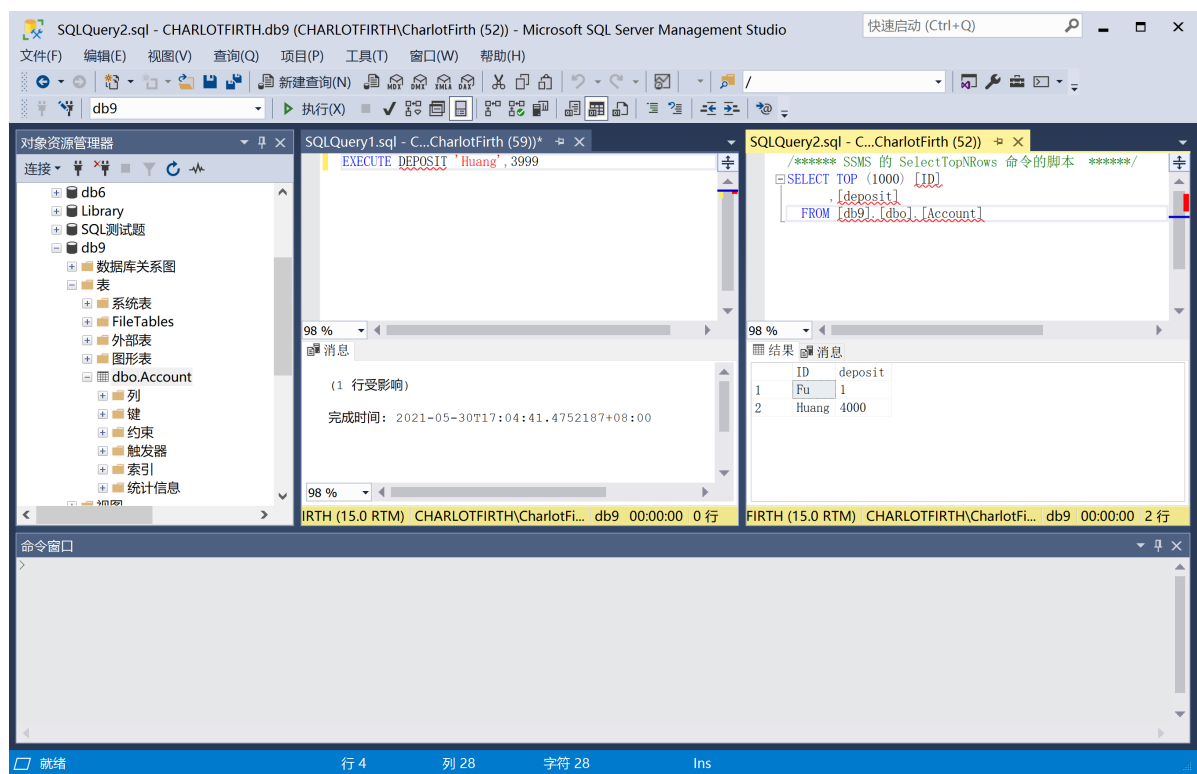 SQLQuery2.sql - CHARLOTFIRTH.db9 (CHARLOTFIRTH\CharlotFirth (52)) - Microsoft SQL Server Management Studio
快速启动 (Ctrl+Q)
文件(F) 编辑(E) 视图(V) 查询(Q) 项目(P) 工具(T) 窗口(W) 帮助(H)
新建查询(N) MDX DMX XMLA DAX /
db9 执行(X)
对象资源管理器
连接
db6
Library
SQL测试题
db9
数据库关系图
表
系统表
FileTables
外部表
图形表
dbo.Account
列
键
约束
触发器
索引
统计信息
视图
SQLQuery1.sql - C...CharlotFirth (59))*
EXECUTE DEPOSIT 'Huang',3999
98 %
消息
(1 行受影响)
完成时间: 2021-05-30T17:04:41.4752187+08:00
98 %
IRTH (15.0 RTM) CHARLOTFIRTH\CharlotFi... db9 00:00:00 0 行
SQLQuery2.sql - C...CharlotFirth (52))
/****** SSMS 的 SelectTopNRows 命令的脚本 ******/
SELECT TOP (1000) [ID]
,[deposit]
FROM [db9].[dbo].[Account]
98 %
结果 消息
ID deposit
1 Fu 1
2 Huang 4000
FIRTH (15.0 RTM) CHARLOTFIRTH\CharlotFi... db9 00:00:00 2 行
命令窗口
>
就绪 行 4 列 28 字符 28 Ins